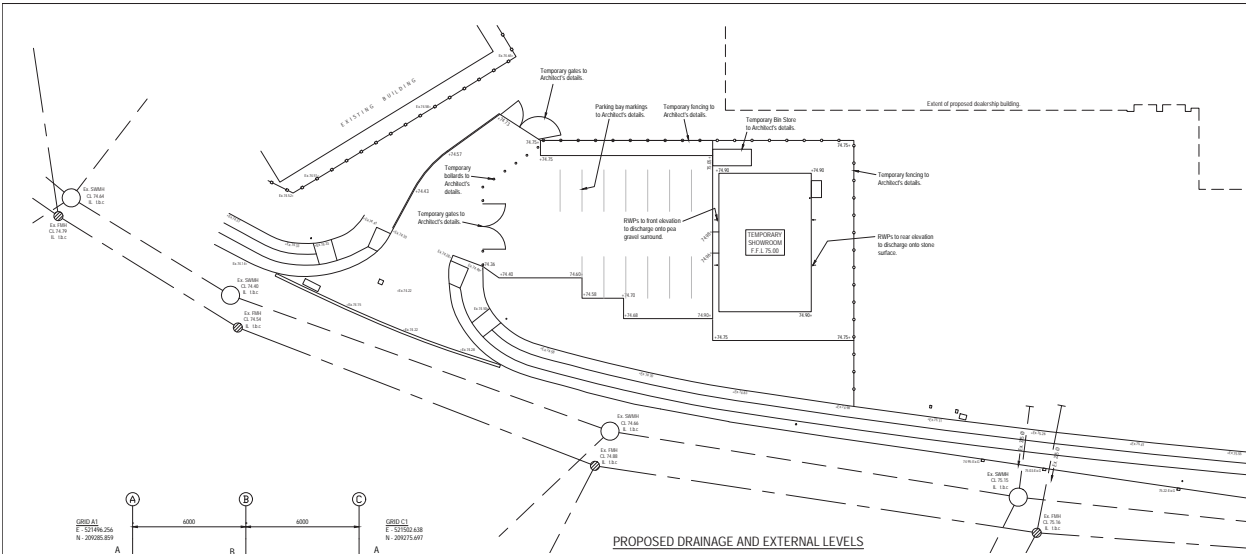 Temporary gates to
Architect's details.
EXISTING BUILDING
Parking bay markings
to Architect's details.
Temporary fencing to
Architect's details.
Temporary Bin Store
to Architect's details.
Extent of proposed dealership building.
+74.73
74.75+
+74.75
74.75+
+74.57
75.05
+74.90
+74.90
Temporary
bollards to
Architect's
details.
+74.43
Temporary fencing to
Architect's details.
Ex. SWMH
CL 74.64
IL t.b.c
Ex. FMH
CL 74.79
IL t.b.c
Temporary gates to
Architect's details.
RWPs to front elevation
to discharge onto pea
gravel surround.
TEMPORARY
SHOWROOM
F.F.L 75.00
RWPs to rear elevation
to discharge onto stone
surface.
+74.36
+74.40
74.60+
+74.58
+74.70
+74.68
74.90+
74.90+
+74.75
74.75+
Ex. SWMH
CL 74.40
IL t.b.c
Ex. FMH
CL 74.54
IL t.b.c
Ex. SWMH
CL 74.66
IL t.b.c
Ex. FMH
CL 74.88
IL t.b.c
Ex. SWMH
CL 75.15
IL t.b.c
Ex. FMH
CL 75.16
IL t.b.c
A
B
C
6000
6000
GRID A1
E - 521496.256
N - 209285.859
GRID C1
E - 521502.638
N - 209275.697
A
B
A
PROPOSED DRAINAGE AND EXTERNAL LEVELS